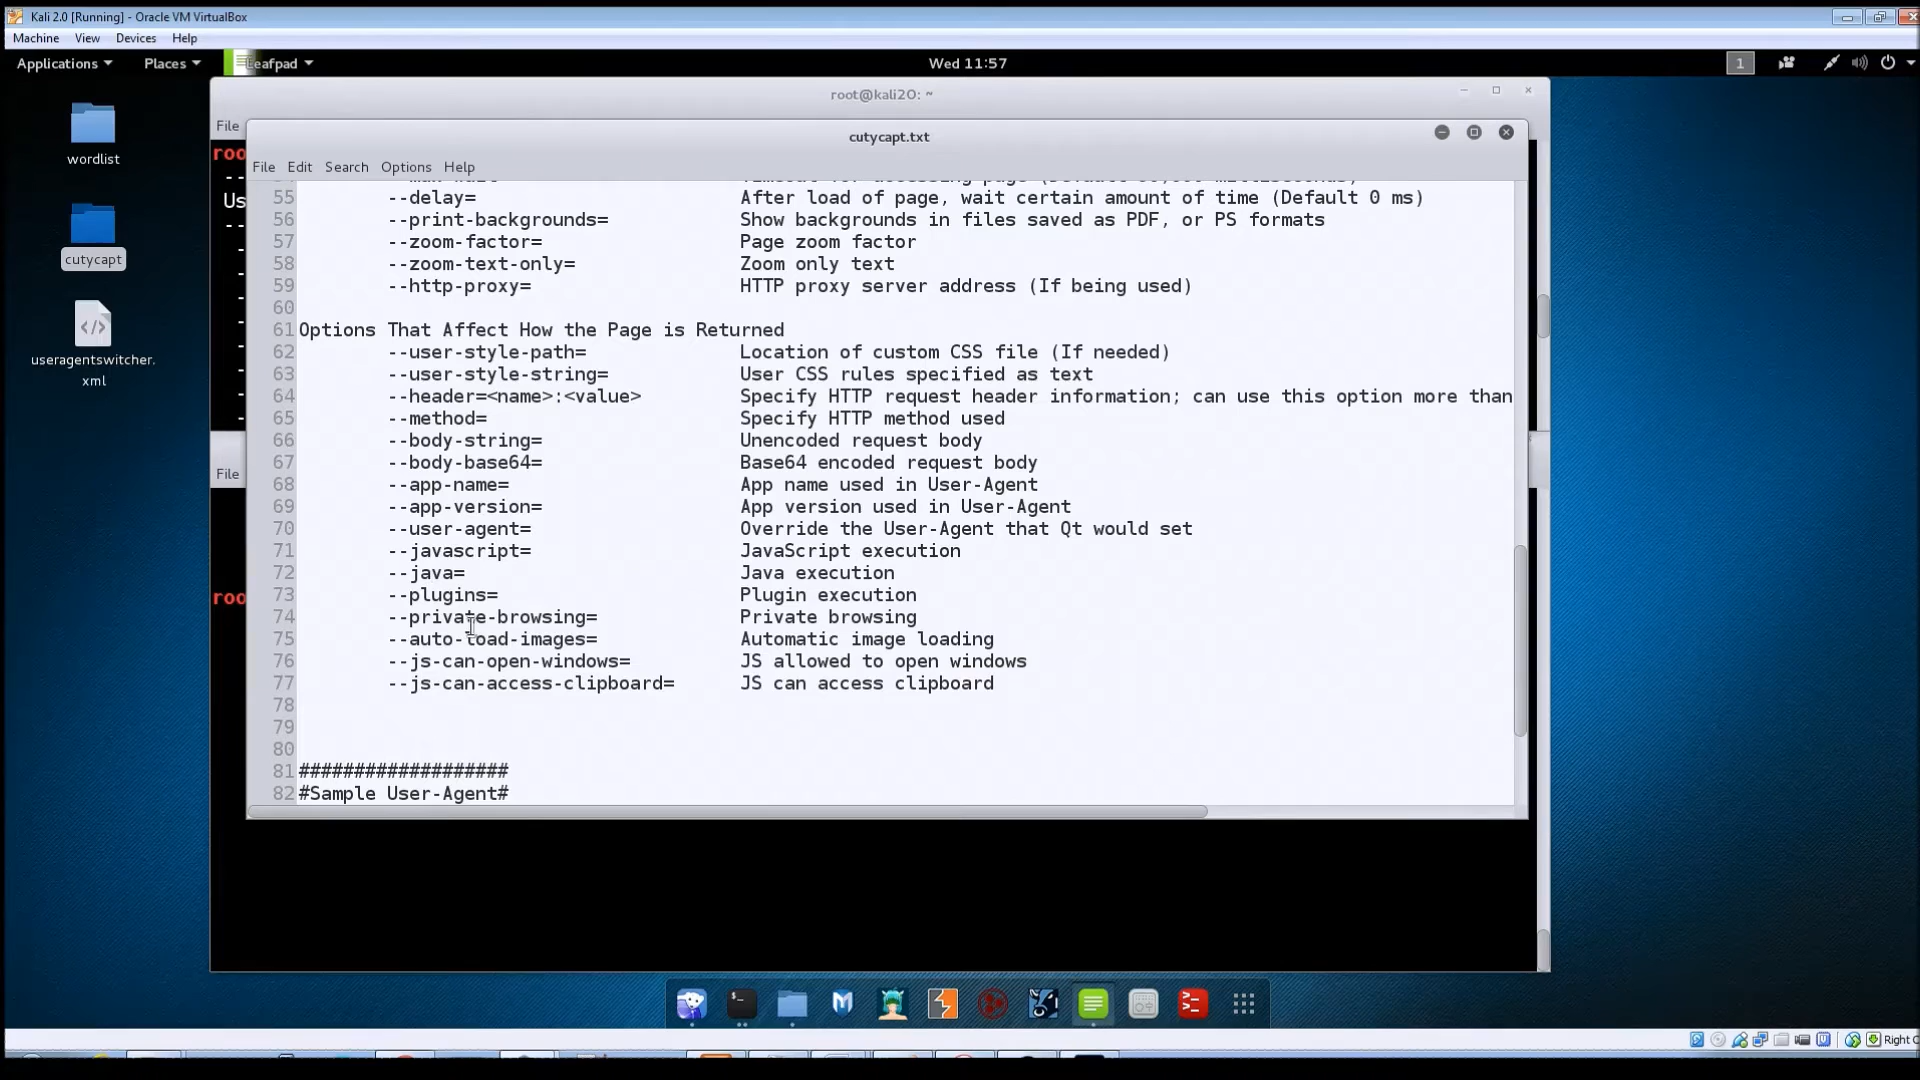 Kali 2.0 [Running] - Oracle VM VirtualBox
Machine View Devices Help
Applications Places Leafpad Wed 11:57 1
root@kali20: ~
File
cutycapt.txt
File Edit Search Options Help
55 --delay= After load of page, wait certain amount of time (Default 0 ms)
56 --print-backgrounds= Show backgrounds in files saved as PDF, or PS formats
57 --zoom-factor= Page zoom factor
58 --zoom-text-only= Zoom only text
59 --http-proxy= HTTP proxy server address (If being used)
60
61 Options That Affect How the Page is Returned
62 --user-style-path= Location of custom CSS file (If needed)
63 --user-style-string= User CSS rules specified as text
64 --header=<name>:<value> Specify HTTP request header information; can use this option more than
65 --method= Specify HTTP method used
66 --body-string= Unencoded request body
67 --body-base64= Base64 encoded request body
68 --app-name= App name used in User-Agent
69 --app-version= App version used in User-Agent
70 --user-agent= Override the User-Agent that Qt would set
71 --javascript= JavaScript execution
72 --java= Java execution
73 --plugins= Plugin execution
74 --private-browsing= Private browsing
75 --auto-load-images= Automatic image loading
76 --js-can-open-windows= JS allowed to open windows
77 --js-can-access-clipboard= JS can access clipboard
78
79
80
81 ###################
82 #Sample User-Agent#
roo
--
Us
--
File
roo
wordlist
cutycapt
useragentswitcher.
xml
Right C